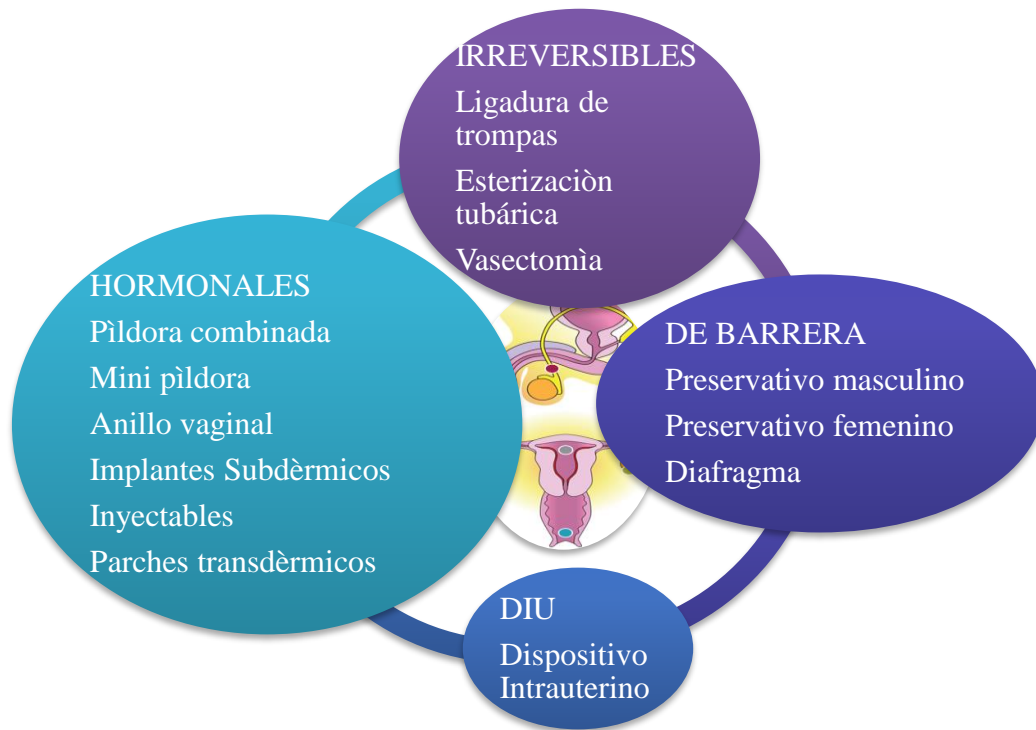 IRREVERSIBLES
Ligadura de
trompas
Esterizaciòn
tubárica
Vasectomìa
HORMONALES
Pìldora combinada
Mini pìldora
Anillo vaginal
Implantes Subdèrmicos
Inyectables
Parches transdèrmicos
DE BARRERA
Preservativo masculino
Preservativo femenino
Diafragma
DIU
Dispositivo
Intrauterino